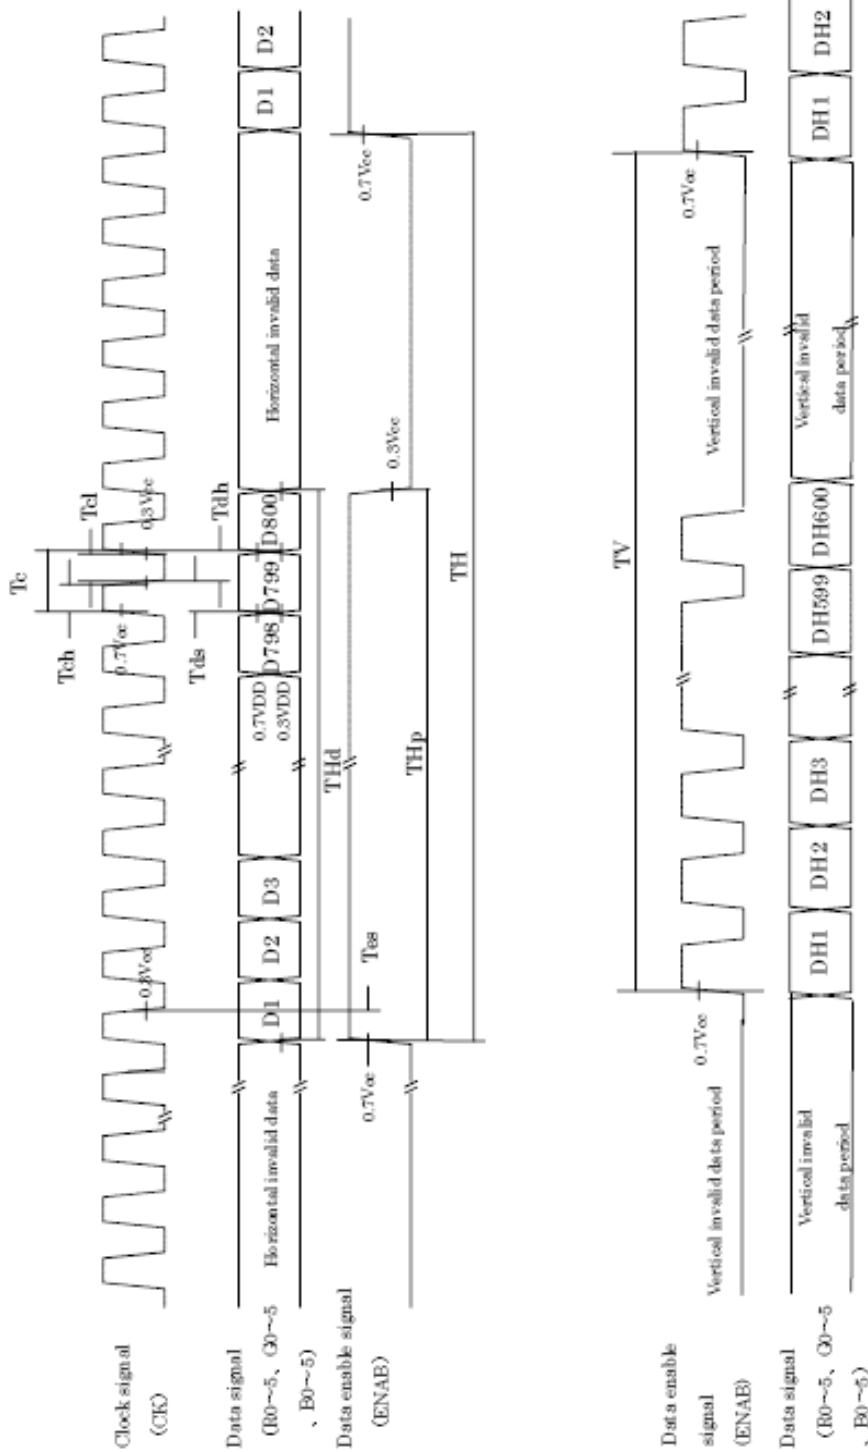 Tc
Tch
Tcl
0.7Vcc
0.3Vcc
0.3Vcc
Clock signal
(CK)
Tds
Tdh
Data signal
(R0~5、G0~5
、B0~5)
Horizontal invalid data
D1
D2
D3
0.7VDD
0.3VDD
D798
D799
D800
Horizontal invalid data
D1
D2
THd
Data enable signal
(ENAB)
0.7Vcc
Tes
0.3Vcc
0.7Vcc
THp
TH
TV
Data enable
signal
(ENAB)
Vertical invalid data period
0.7Vcc
Vertical invalid data period
0.7Vcc
Data signal
(R0~5、G0~5
、B0~5)
Vertical invalid
data period
DH1
DH2
DH3
DH599
DH600
Vertical invalid
data period
DH1
DH2